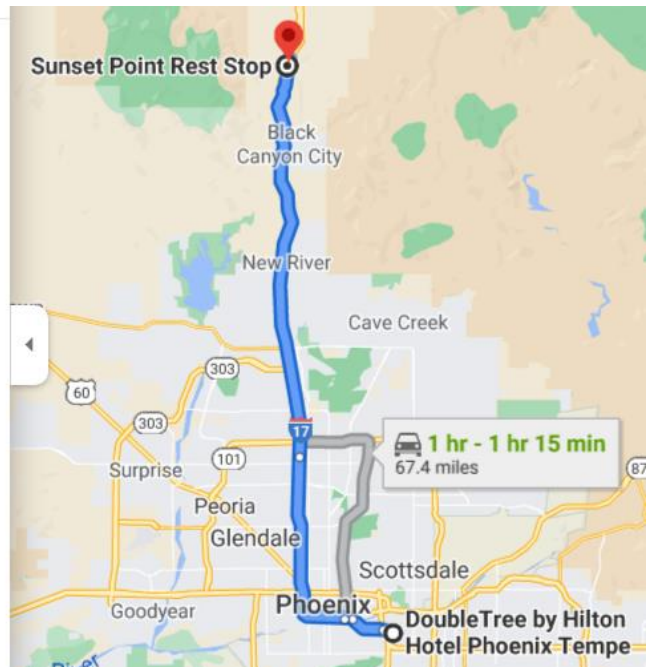 Sunset Point Rest Stop
Black
Canyon City
New River
Cave Creek
303
60
17
303
1 hr - 1 hr 15 min
67.4 miles
101
87
Surprise
Peoria
Glendale
Scottsdale
Phoenix
Goodyear
DoubleTree by Hilton
Hotel Phoenix Tempe
River